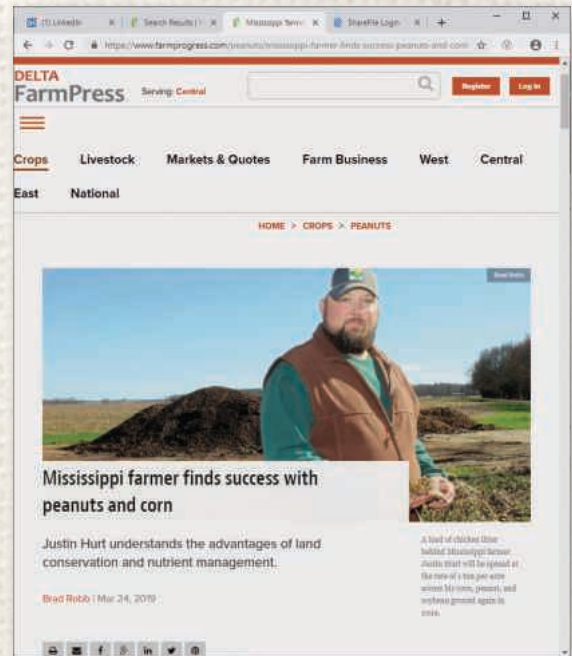 LinkedIn
Search Results |
Mississippi farm
ShareFile Login
https://www.farmprogress.com/peanuts/mississippi-farmer-finds-success-peanuts-and-corn
DELTA
FarmPress
Serving: Central
Register
Log In
Crops Livestock Markets & Quotes Farm Business West Central
East National
HOME > CROPS > PEANUTS
Brad Robb
Mississippi farmer finds success with
peanuts and corn
Justin Hurt understands the advantages of land
conservation and nutrient management.
Brad Robb | Mar 24, 2019
A load of chicken litter
behind Mississippi farmer
Justin Hurt will be spread at
the rate of a ton per acre
across his corn, peanut, and
soybean ground again in